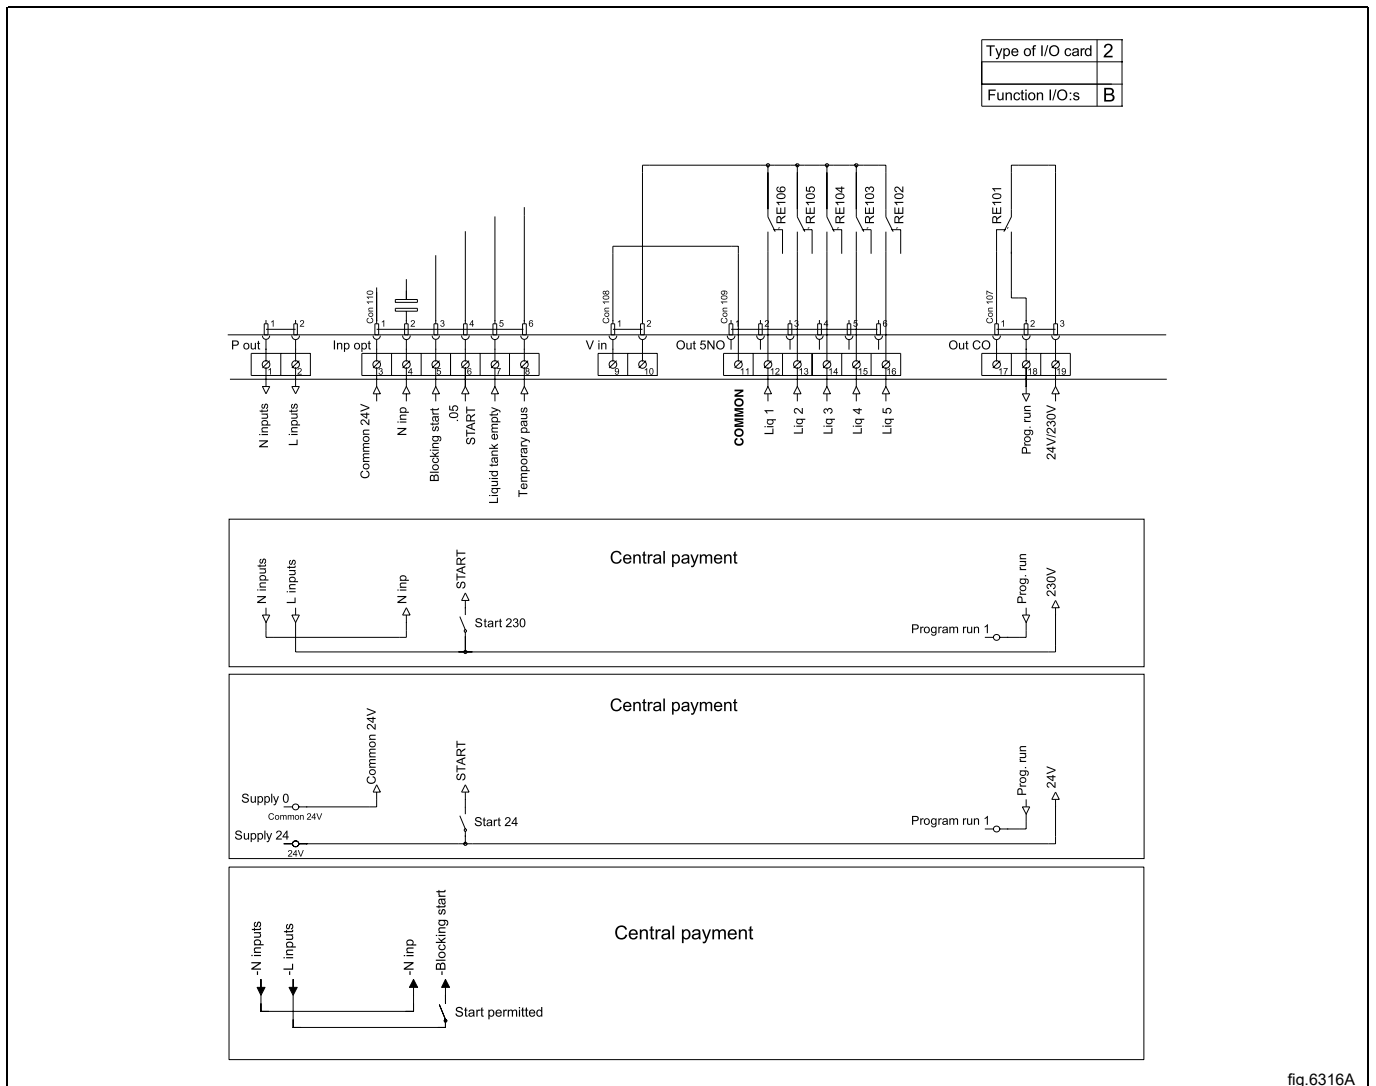 Type of I/O card 2
Function I/O:s B
RE106 RE105 RE104 RE103 RE102 RE101
Con 110 Con 108 Con 109 Con 107
1 2 1 2 3 4 5 6 1 2 1 2 3 4 5 6 1 2 3
P out Inp opt V in Out 5NO Out CO
1 2 3 4 5 6 7 8 9 10 11 12 13 14 15 16 17 18 19
N inputs
L inputs
Common 24V
N inp
Blocking start
.05
START
Liquid tank empty
Temporary paus
COMMON
Liq 1
Liq 2
Liq 3
Liq 4
Liq 5
Prog. run
24V/230V
Central payment
N inputs
L inputs
N inp
START
Start 230
Program run 1
Prog. run
230V
Central payment
Common 24V
START
Supply 0
Common 24V
Supply 24
24V
Start 24
Program run 1
Prog. run
24V
Central payment
-N inputs
-L inputs
-N inp
-Blocking start
Start permitted
fig.6316A